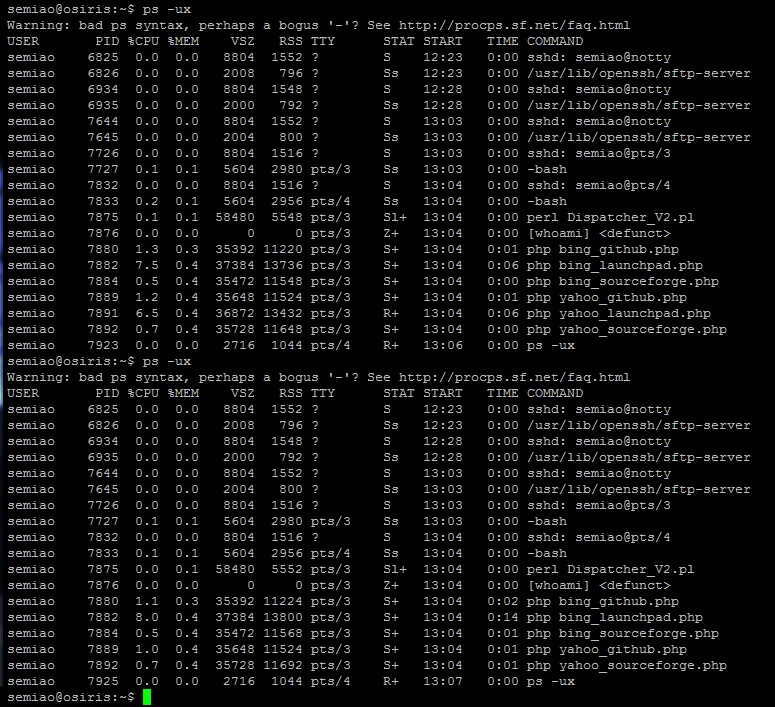 semiao@osiris:~$ ps -ux
Warning: bad ps syntax, perhaps a bogus '-'? See http://procps.sf.net/faq.html
USER       PID %CPU %MEM    VSZ   RSS TTY      STAT START   TIME COMMAND
semiao    6825  0.0  0.0   8804  1552 ?        S    12:23   0:00 sshd: semiao@notty
semiao    6826  0.0  0.0   2008   796 ?        Ss   12:23   0:00 /usr/lib/openssh/sftp-server
semiao    6934  0.0  0.0   8804  1548 ?        S    12:28   0:00 sshd: semiao@notty
semiao    6935  0.0  0.0   2000   792 ?        Ss   12:28   0:00 /usr/lib/openssh/sftp-server
semiao    7644  0.0  0.0   8804  1552 ?        S    13:03   0:00 sshd: semiao@notty
semiao    7645  0.0  0.0   2004   800 ?        Ss   13:03   0:00 /usr/lib/openssh/sftp-server
semiao    7726  0.0  0.0   8804  1516 ?        S    13:03   0:00 sshd: semiao@pts/3
semiao    7727  0.1  0.1   5604  2980 pts/3    Ss   13:03   0:00 -bash
semiao    7832  0.0  0.0   8804  1516 ?        S    13:04   0:00 sshd: semiao@pts/4
semiao    7833  0.2  0.1   5604  2956 pts/4    Ss   13:04   0:00 -bash
semiao    7875  0.1  0.1  58480  5548 pts/3    Sl+  13:04   0:00 perl Dispatcher_V2.pl
semiao    7876  0.0  0.0      0     0 pts/3    Z+   13:04   0:00 [whoami] <defunct>
semiao    7880  1.3  0.3  35392 11220 pts/3    S+   13:04   0:01 php bing_github.php
semiao    7882  7.5  0.4  37384 13736 pts/3    S+   13:04   0:06 php bing_launchpad.php
semiao    7884  0.5  0.4  35472 11548 pts/3    S+   13:04   0:00 php bing_sourceforge.php
semiao    7889  1.2  0.4  35648 11524 pts/3    S+   13:04   0:01 php yahoo_github.php
semiao    7891  6.5  0.4  36872 13432 pts/3    R+   13:04   0:06 php yahoo_launchpad.php
semiao    7892  0.7  0.4  35728 11648 pts/3    S+   13:04   0:00 php yahoo_sourceforge.php
semiao    7923  0.0  0.0   2716  1044 pts/4    R+   13:06   0:00 ps -ux
semiao@osiris:~$ ps -ux
Warning: bad ps syntax, perhaps a bogus '-'? See http://procps.sf.net/faq.html
USER       PID %CPU %MEM    VSZ   RSS TTY      STAT START   TIME COMMAND
semiao    6825  0.0  0.0   8804  1552 ?        S    12:23   0:00 sshd: semiao@notty
semiao    6826  0.0  0.0   2008   796 ?        Ss   12:23   0:00 /usr/lib/openssh/sftp-server
semiao    6934  0.0  0.0   8804  1548 ?        S    12:28   0:00 sshd: semiao@notty
semiao    6935  0.0  0.0   2000   792 ?        Ss   12:28   0:00 /usr/lib/openssh/sftp-server
semiao    7644  0.0  0.0   8804  1552 ?        S    13:03   0:00 sshd: semiao@notty
semiao    7645  0.0  0.0   2004   800 ?        Ss   13:03   0:00 /usr/lib/openssh/sftp-server
semiao    7726  0.0  0.0   8804  1516 ?        S    13:03   0:00 sshd: semiao@pts/3
semiao    7727  0.1  0.1   5604  2980 pts/3    Ss   13:03   0:00 -bash
semiao    7832  0.0  0.0   8804  1516 ?        S    13:04   0:00 sshd: semiao@pts/4
semiao    7833  0.1  0.1   5604  2956 pts/4    Ss   13:04   0:00 -bash
semiao    7875  0.0  0.1  58480  5552 pts/3    Sl+  13:04   0:00 perl Dispatcher_V2.pl
semiao    7876  0.0  0.0      0     0 pts/3    Z+   13:04   0:00 [whoami] <defunct>
semiao    7880  1.1  0.3  35392 11224 pts/3    S+   13:04   0:02 php bing_github.php
semiao    7882  8.0  0.4  37384 13800 pts/3    S+   13:04   0:14 php bing_launchpad.php
semiao    7884  0.5  0.4  35472 11568 pts/3    S+   13:04   0:01 php bing_sourceforge.php
semiao    7889  1.0  0.4  35648 11524 pts/3    S+   13:04   0:01 php yahoo_github.php
semiao    7892  0.7  0.4  35728 11692 pts/3    S+   13:04   0:01 php yahoo_sourceforge.php
semiao    7925  0.0  0.0   2716  1044 pts/4    R+   13:07   0:00 ps -ux
semiao@osiris:~$